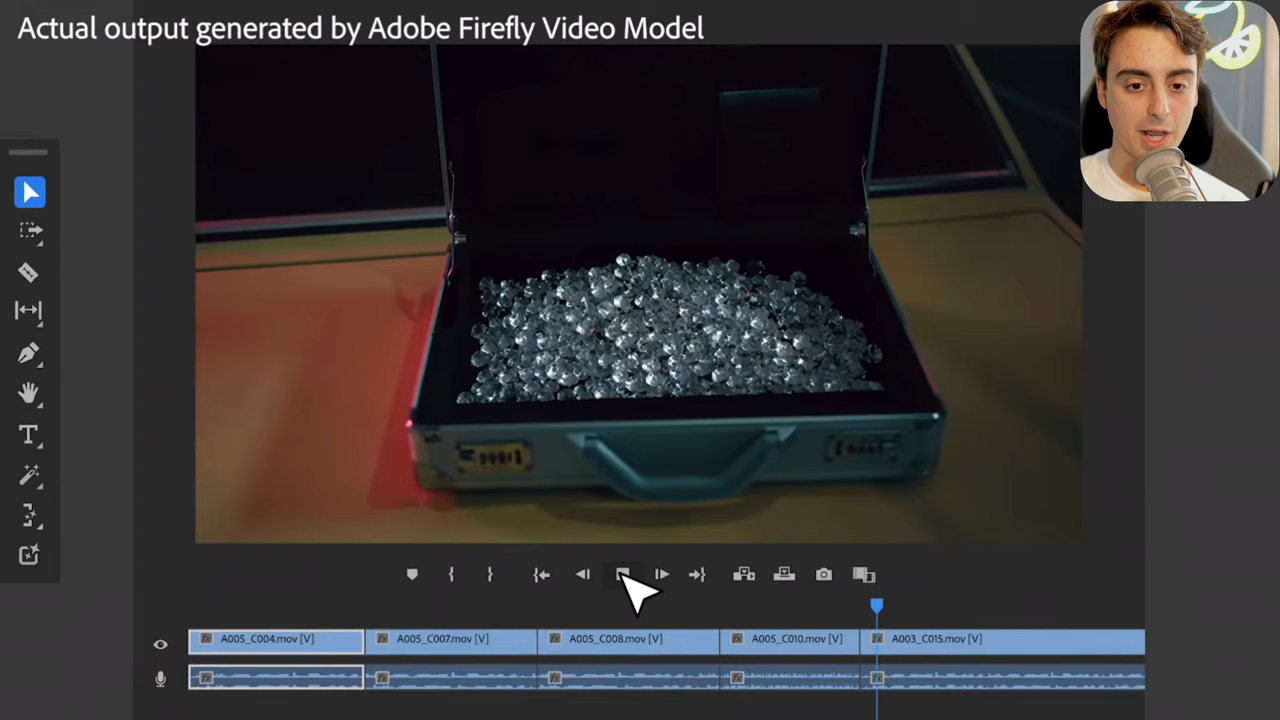 Actual output generated by Adobe Firefly Video Model
A005_C004.mov [V]
A005_C007.mov [V]
A005_C008.mov [V]
A005_C010.mov [V]
A003_C015.mov [V]